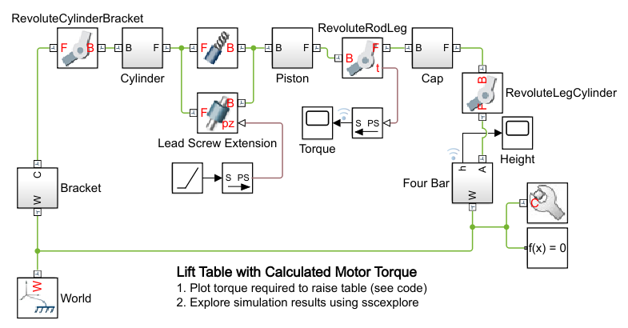 RevoluteCylinderBracket
F B
B F
Cylinder
F B
B F
Piston
RevoluteRodLeg
B F
t
B F
Cap
B
F
RevoluteLegCylinder
F B
pz
Lead Screw Extension
S PS
Torque
S PS
Height
h A
W
Four Bar
C
W
Bracket
C
f(x) = 0
W
World
Lift Table with Calculated Motor Torque
1. Plot torque required to raise table (see code)
2. Explore simulation results using sscexplore